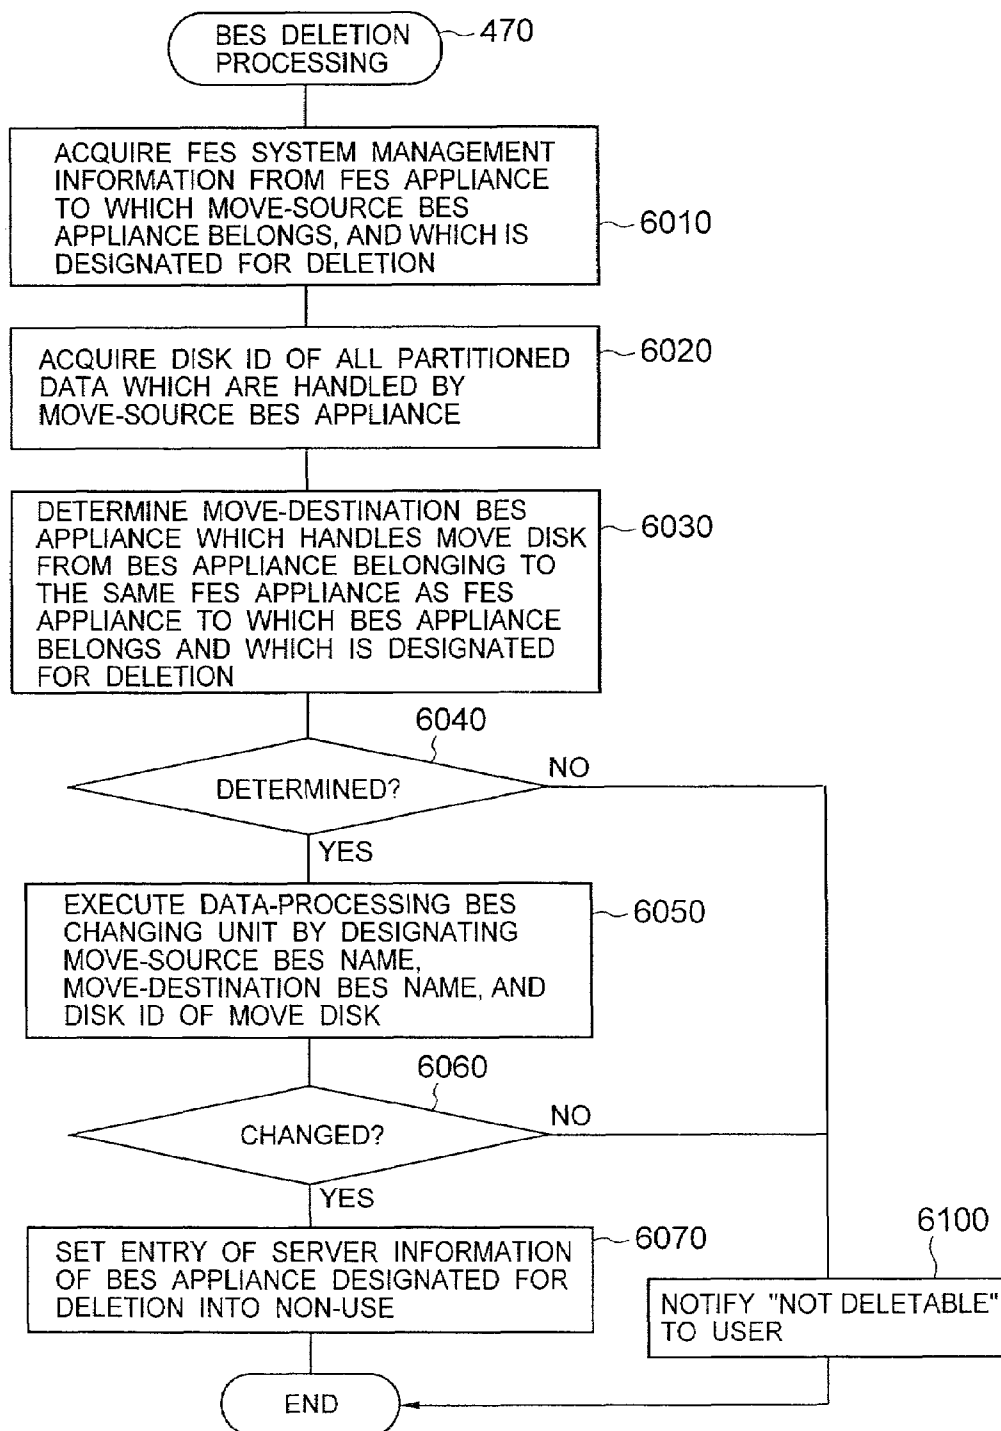 BES DELETION
PROCESSING
470
ACQUIRE FES SYSTEM MANAGEMENT
INFORMATION FROM FES APPLIANCE
TO WHICH MOVE-SOURCE BES
APPLIANCE BELONGS, AND WHICH IS
DESIGNATED FOR DELETION
6010
ACQUIRE DISK ID OF ALL PARTITIONED
DATA WHICH ARE HANDLED BY
MOVE-SOURCE BES APPLIANCE
6020
DETERMINE MOVE-DESTINATION BES
APPLIANCE WHICH HANDLES MOVE DISK
FROM BES APPLIANCE BELONGING TO
THE SAME FES APPLIANCE AS FES
APPLIANCE TO WHICH BES APPLIANCE
BELONGS AND WHICH IS DESIGNATED
FOR DELETION
6030
6040
DETERMINED?
NO
YES
EXECUTE DATA-PROCESSING BES
CHANGING UNIT BY DESIGNATING
MOVE-SOURCE BES NAME,
MOVE-DESTINATION BES NAME, AND
DISK ID OF MOVE DISK
6050
6060
CHANGED?
NO
YES
SET ENTRY OF SERVER INFORMATION
OF BES APPLIANCE DESIGNATED FOR
DELETION INTO NON-USE
6070
6100
NOTIFY "NOT DELETABLE"
TO USER
END